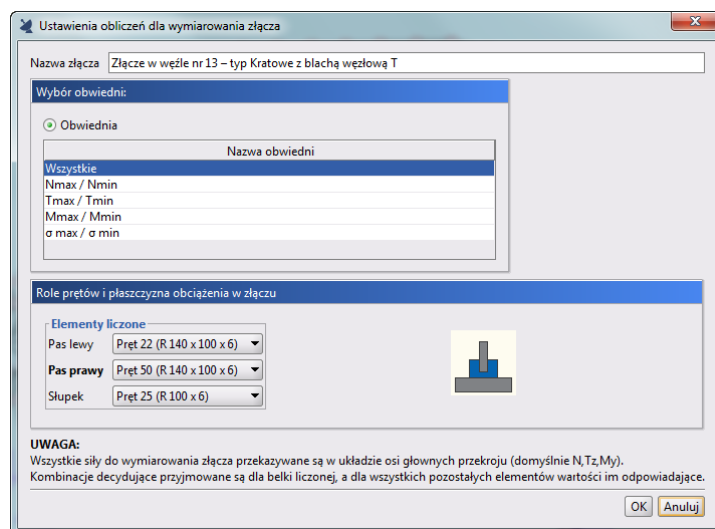 Ustawienia obliczeń dla wymiarowania złącza
Nazwa złącza Złącze w węźle nr 13 – typ Kratowe z blachą węzłową T
Wybór obwiedni:
Obwiednia
Nazwa obwiedni
Wszystkie
Nmax / Nmin
Tmax / Tmin
Mmax / Mmin
σ max / σ min
Role prętów i płaszczyzna obciążenia w złączu
Elementy liczone
Pas lewy Pręt 22 (R 140 x 100 x 6)
Pas prawy Pręt 50 (R 140 x 100 x 6)
Słupek Pręt 25 (R 100 x 6)
UWAGA:
Wszystkie siły do wymiarowania złącza przekazywane są w układzie osi głownych przekroju (domyślnie N,Tz,My).
Kombinacje decydujące przyjmowane są dla belki liczonej, a dla wszystkich pozostałych elementów wartości im odpowiadające.
OK Anuluj